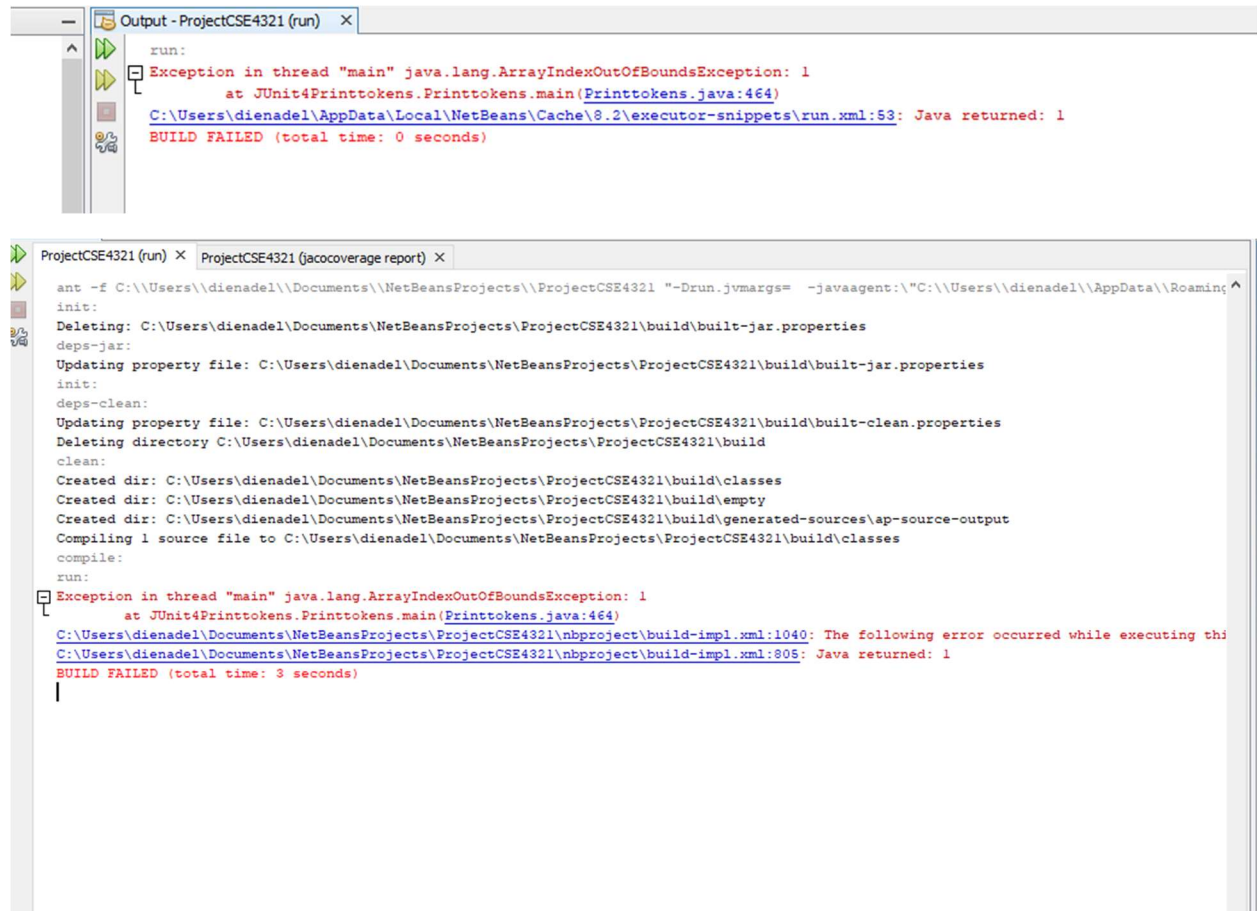 Output - ProjectCSE4321 (run) ×
run:
Exception in thread "main" java.lang.ArrayIndexOutOfBoundsException: 1
at JUnit4Printtokens.Printtokens.main(Printtokens.java:464)
C:\Users\dienadel\AppData\Local\NetBeans\Cache\8.2\executor-snippets\run.xml:53: Java returned: 1
BUILD FAILED (total time: 0 seconds)
ProjectCSE4321 (run) × ProjectCSE4321 (jacocoverage report) ×
ant -f C:\\Users\\dienadel\\Documents\\NetBeansProjects\\ProjectCSE4321 "-Drun.jvmargs= -javaagent:\"C:\\Users\\dienadel\\AppData\\Roaming
init:
Deleting: C:\Users\dienadel\Documents\NetBeansProjects\ProjectCSE4321\build\built-jar.properties
deps-jar:
Updating property file: C:\Users\dienadel\Documents\NetBeansProjects\ProjectCSE4321\build\built-jar.properties
init:
deps-clean:
Updating property file: C:\Users\dienadel\Documents\NetBeansProjects\ProjectCSE4321\build\built-clean.properties
Deleting directory C:\Users\dienadel\Documents\NetBeansProjects\ProjectCSE4321\build
clean:
Created dir: C:\Users\dienadel\Documents\NetBeansProjects\ProjectCSE4321\build\classes
Created dir: C:\Users\dienadel\Documents\NetBeansProjects\ProjectCSE4321\build\empty
Created dir: C:\Users\dienadel\Documents\NetBeansProjects\ProjectCSE4321\build\generated-sources\ap-source-output
Compiling 1 source file to C:\Users\dienadel\Documents\NetBeansProjects\ProjectCSE4321\build\classes
compile:
run:
Exception in thread "main" java.lang.ArrayIndexOutOfBoundsException: 1
at JUnit4Printtokens.Printtokens.main(Printtokens.java:464)
C:\Users\dienadel\Documents\NetBeansProjects\ProjectCSE4321\nbproject\build-impl.xml:1040: The following error occurred while executing thi
C:\Users\dienadel\Documents\NetBeansProjects\ProjectCSE4321\nbproject\build-impl.xml:805: Java returned: 1
BUILD FAILED (total time: 3 seconds)